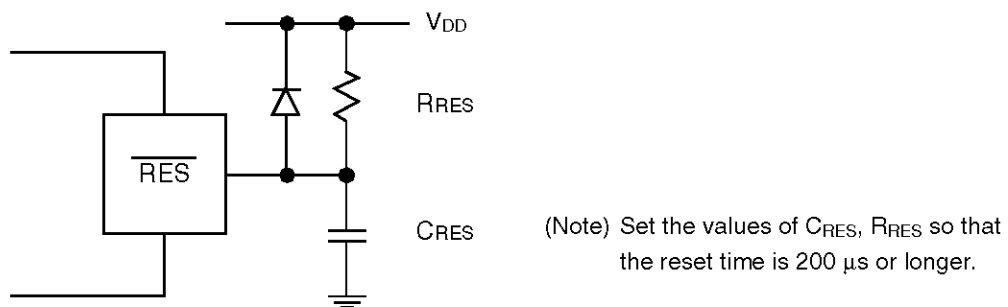 VDD
RRES
RES
CRES
(Note) Set the values of CRES, RRES so that
the reset time is 200 μs or longer.